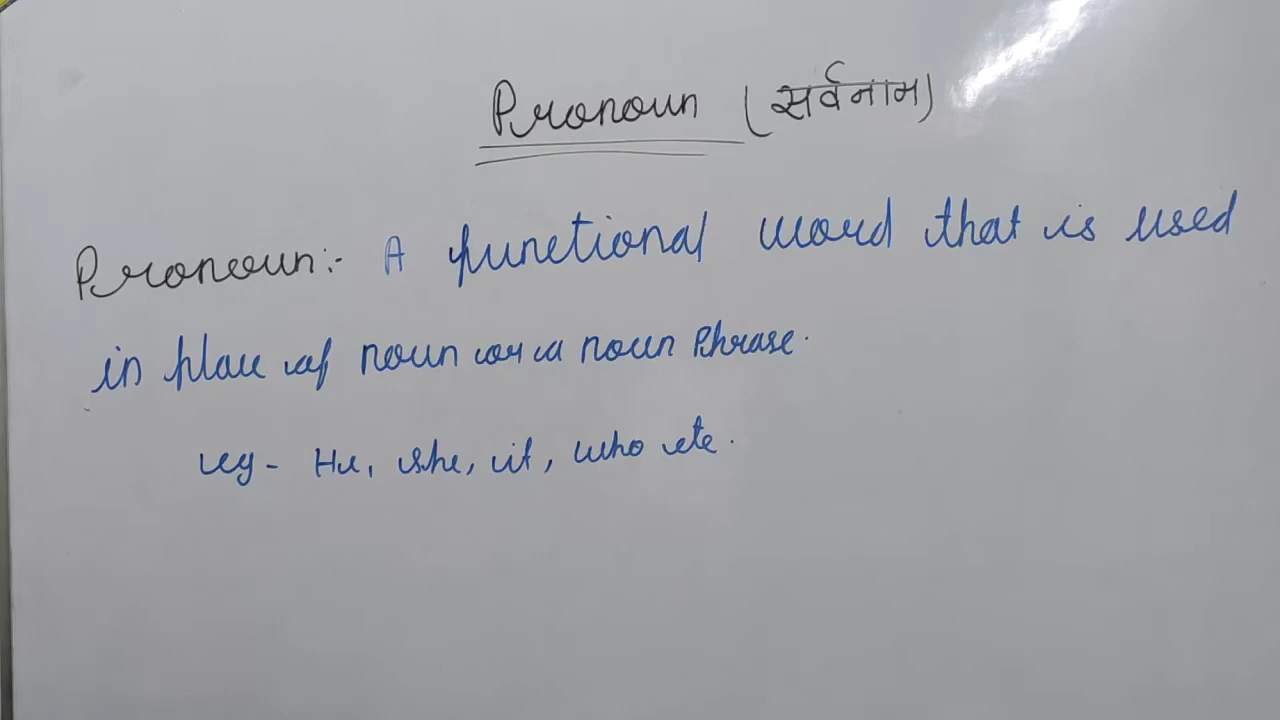 Pronoun (सर्वनाम)
Pronoun:- A functional word that is used
in place of noun or a noun Phrase.
eg - He, she, it, who etc.